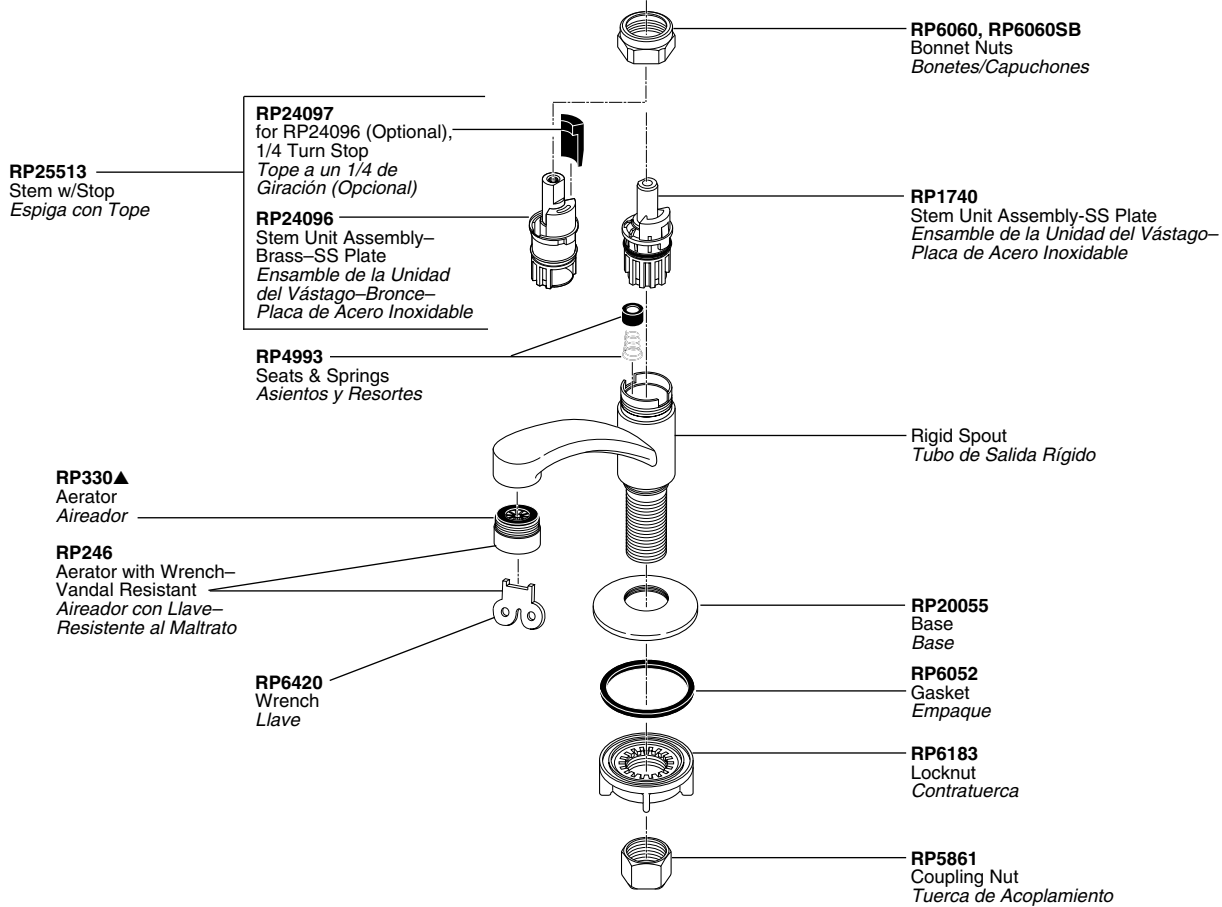 RP6060, RP6060SB
Bonnet Nuts
Bonetes/Capuchones
RP24097
for RP24096 (Optional),
1/4 Turn Stop
Tope a un 1/4 de
Giración (Opcional)
RP25513
Stem w/Stop
Espiga con Tope
RP24096
Stem Unit Assembly–
Brass–SS Plate
Ensamble de la Unidad
del Vástago–Bronce–
Placa de Acero Inoxidable
RP1740
Stem Unit Assembly-SS Plate
Ensamble de la Unidad del Vástago–
Placa de Acero Inoxidable
RP4993
Seats & Springs
Asientos y Resortes
Rigid Spout
Tubo de Salida Rígido
RP330▲
Aerator
Aireador
RP246
Aerator with Wrench–
Vandal Resistant
Aireador con Llave–
Resistente al Maltrato
RP6420
Wrench
Llave
RP20055
Base
Base
RP6052
Gasket
Empaque
RP6183
Locknut
Contratuerca
RP5861
Coupling Nut
Tuerca de Acoplamiento